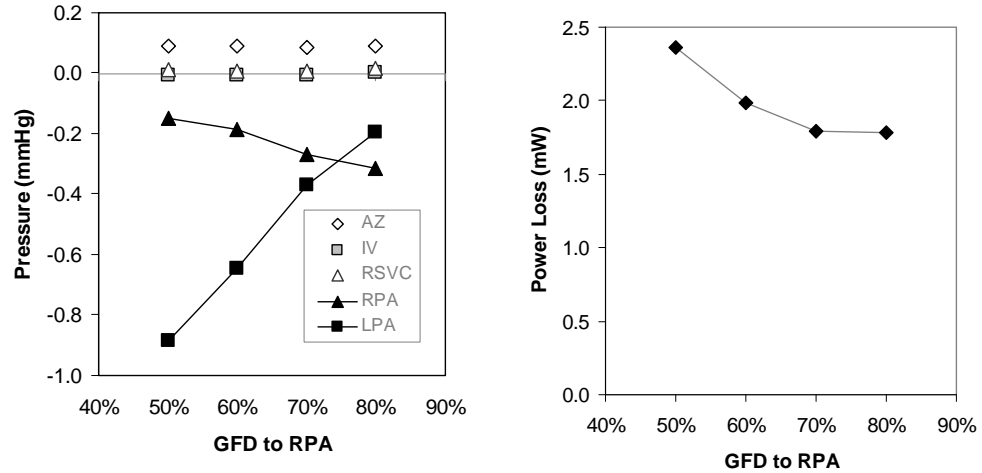 0.2
0.0
-0.2
-0.4
-0.6
-0.8
-1.0
Pressure (mmHg)
AZ
IV
RSVC
RPA
LPA
40% 50% 60% 70% 80% 90%
GFD to RPA
2.5
2.0
1.5
1.0
0.5
0.0
Power Loss (mW)
40% 50% 60% 70% 80% 90%
GFD to RPA